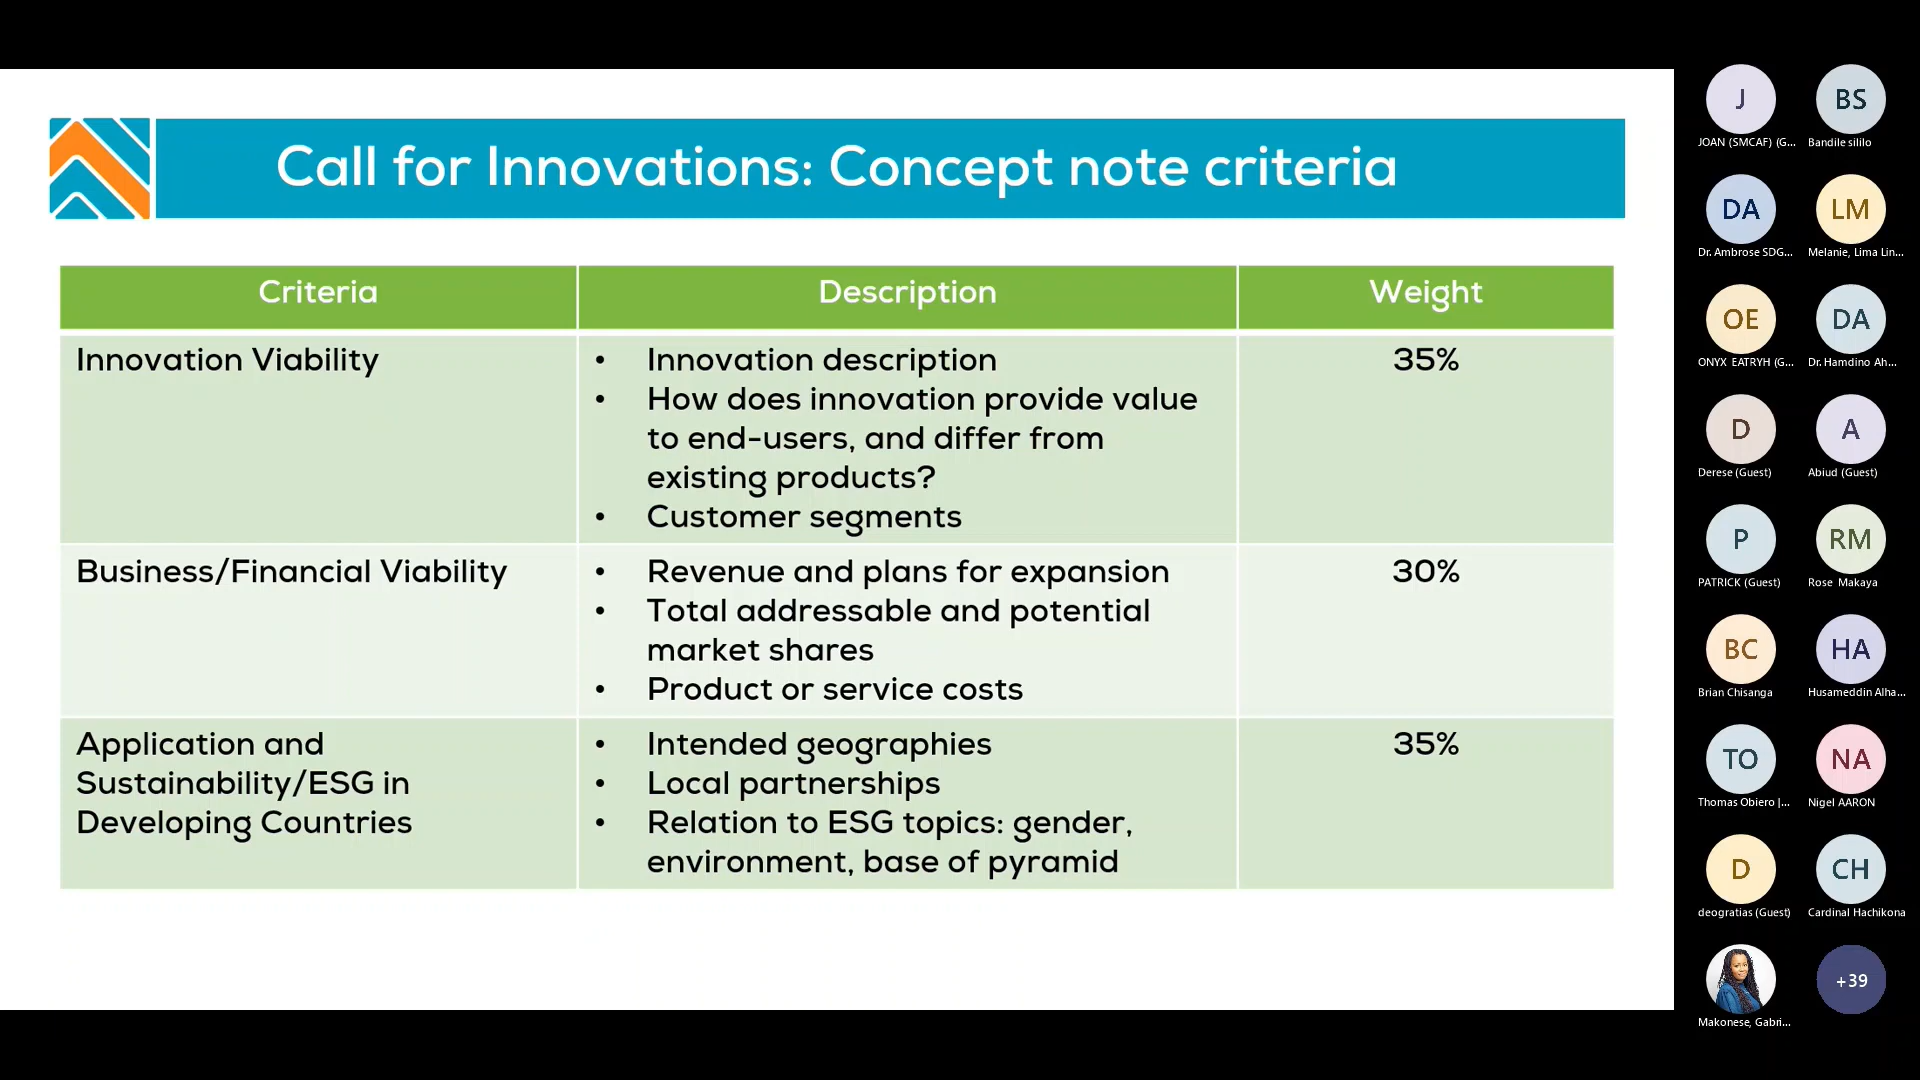 Call for Innovations: Concept note criteria
Criteria
Description
Weight
Innovation Viability
• Innovation description
• How does innovation provide value
to end-users, and differ from
existing products?
• Customer segments
35%
Business/Financial Viability
• Revenue and plans for expansion
• Total addressable and potential
market shares
• Product or service costs
30%
Application and
Sustainability/ESG in
Developing Countries
• Intended geographies
• Local partnerships
• Relation to ESG topics: gender,
environment, base of pyramid
35%
J
JOAN (SMCAF) (G...
BS
Bandile sililo
DA
Dr. Ambrose SDG...
LM
Melanie, Lima Lin...
OE
ONYX EATRYH (G...
DA
Dr. Hamdino Ah...
D
Derese (Guest)
A
Abiud (Guest)
P
PATRICK (Guest)
RM
Rose Makaya
BC
Brian Chisanga
HA
Husameddin Alha...
TO
Thomas Obiero |...
NA
Nigel AARON
D
deogratias (Guest)
CH
Cardinal Hachikona
Makonese, Gabri...
+39